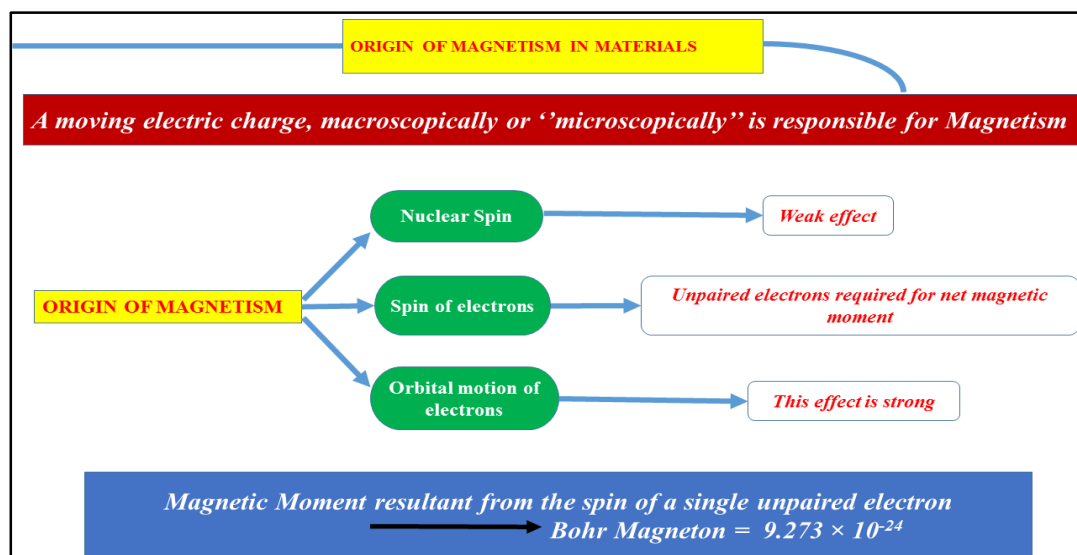 ORIGIN OF MAGNETISM IN MATERIALS
A moving electric charge, macroscopically or ‘’microscopically’’ is responsible for Magnetism
Nuclear Spin
Weak effect
ORIGIN OF MAGNETISM
Spin of electrons
Unpaired electrons required for net magnetic
moment
Orbital motion of
electrons
This effect is strong
Magnetic Moment resultant from the spin of a single unpaired electron
Bohr Magneton = 9.273 × 10⁻²⁴